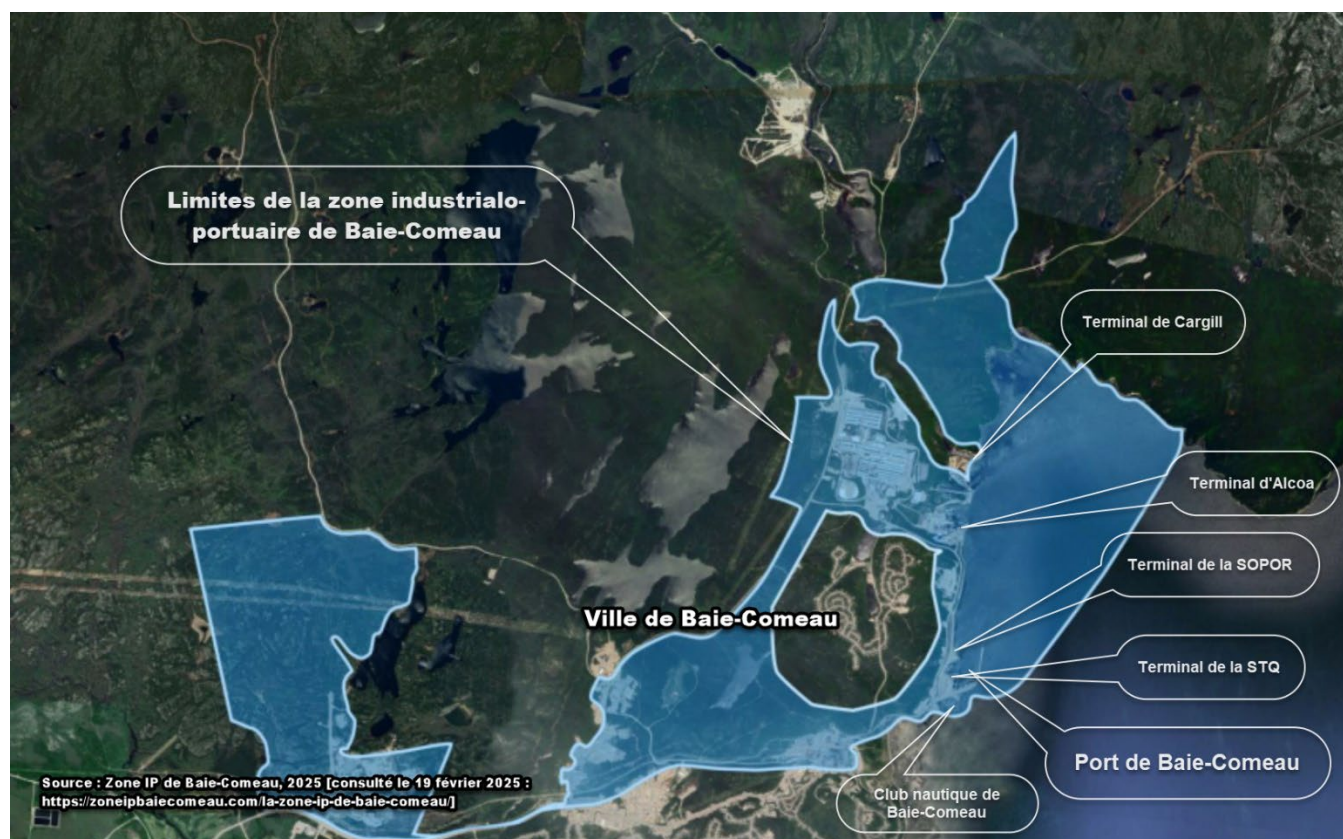 Limites de la zone industrialo-
portuaire de Baie-Comeau
Terminal de Cargill
Terminal d'Alcoa
Terminal de la SOPOR
Ville de Baie-Comeau
Terminal de la STQ
Port de Baie-Comeau
Club nautique de
Baie-Comeau
Source : Zone IP de Baie-Comeau, 2025 [consulté le 19 février 2025 :
https://zoneipbaiecomeau.com/la-zone-ip-de-baie-comeau/]